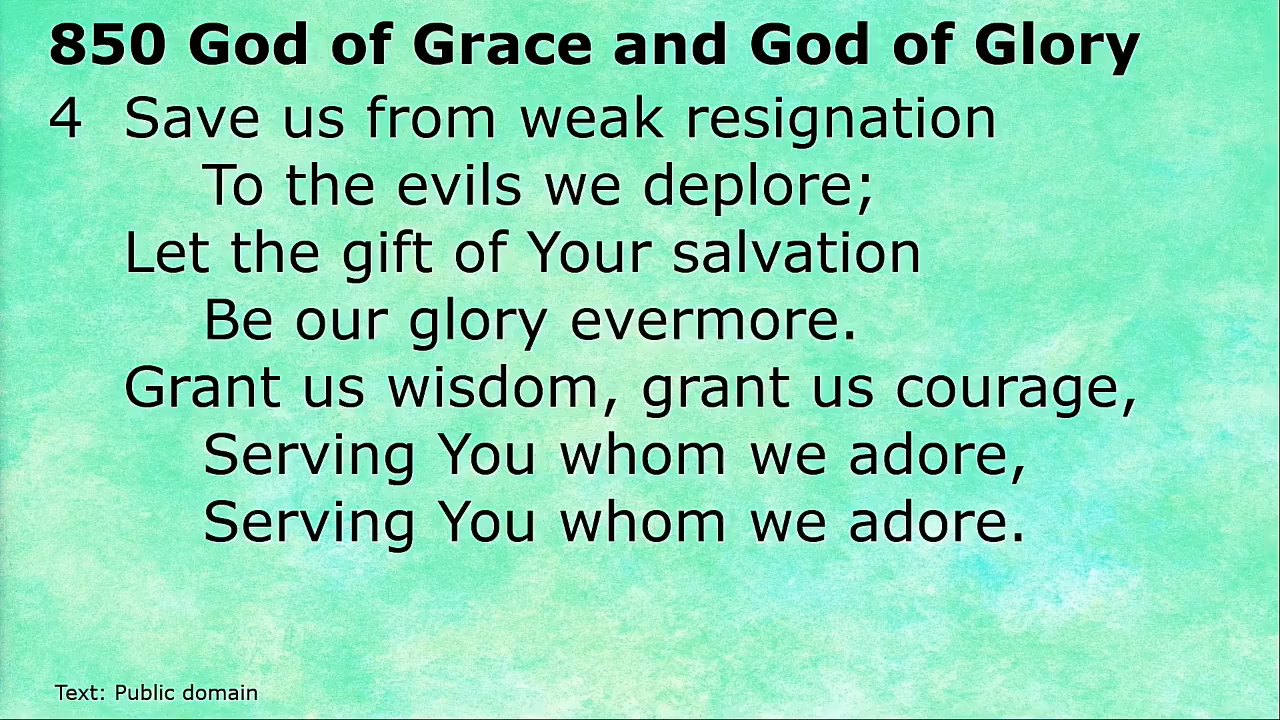 850 God of Grace and God of Glory
4 Save us from weak resignation
To the evils we deplore;
Let the gift of Your salvation
Be our glory evermore.
Grant us wisdom, grant us courage,
Serving You whom we adore,
Serving You whom we adore.
Text: Public domain